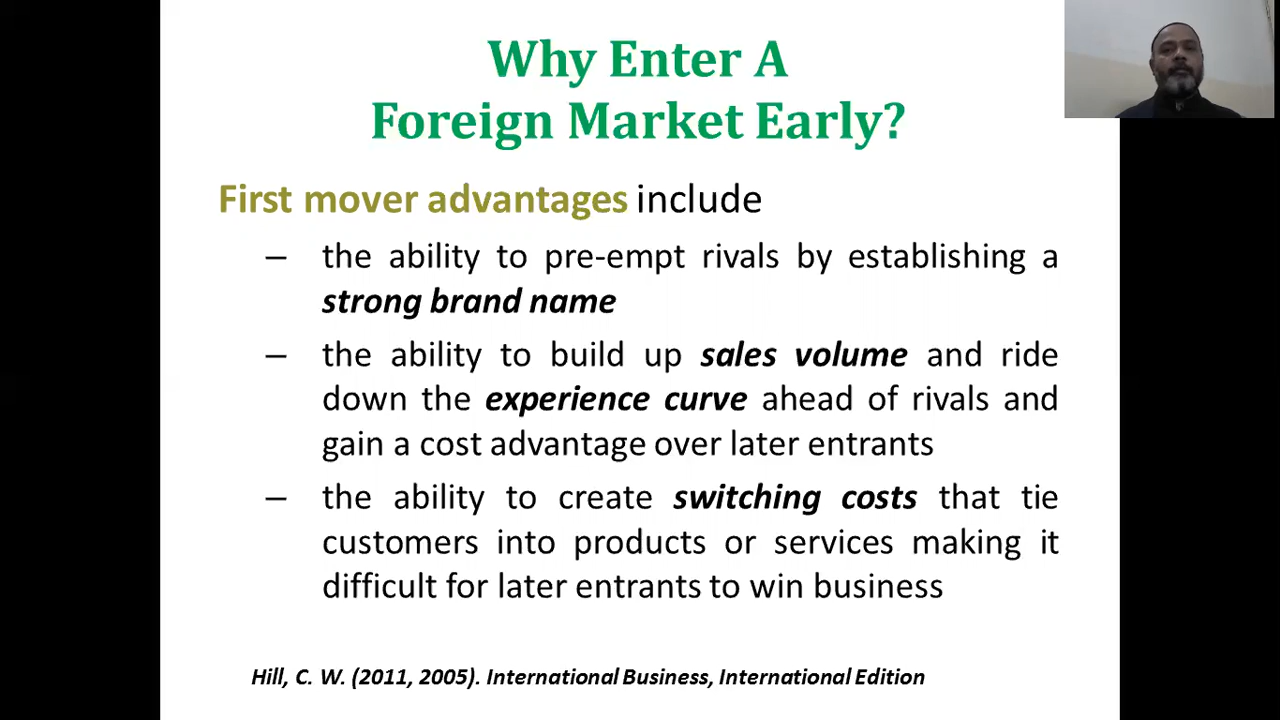 Why Enter A
Foreign Market Early?
First mover advantages include
– the ability to pre-empt rivals by establishing a
strong brand name
– the ability to build up sales volume and ride
down the experience curve ahead of rivals and
gain a cost advantage over later entrants
– the ability to create switching costs that tie
customers into products or services making it
difficult for later entrants to win business
Hill, C. W. (2011, 2005). International Business, International Edition